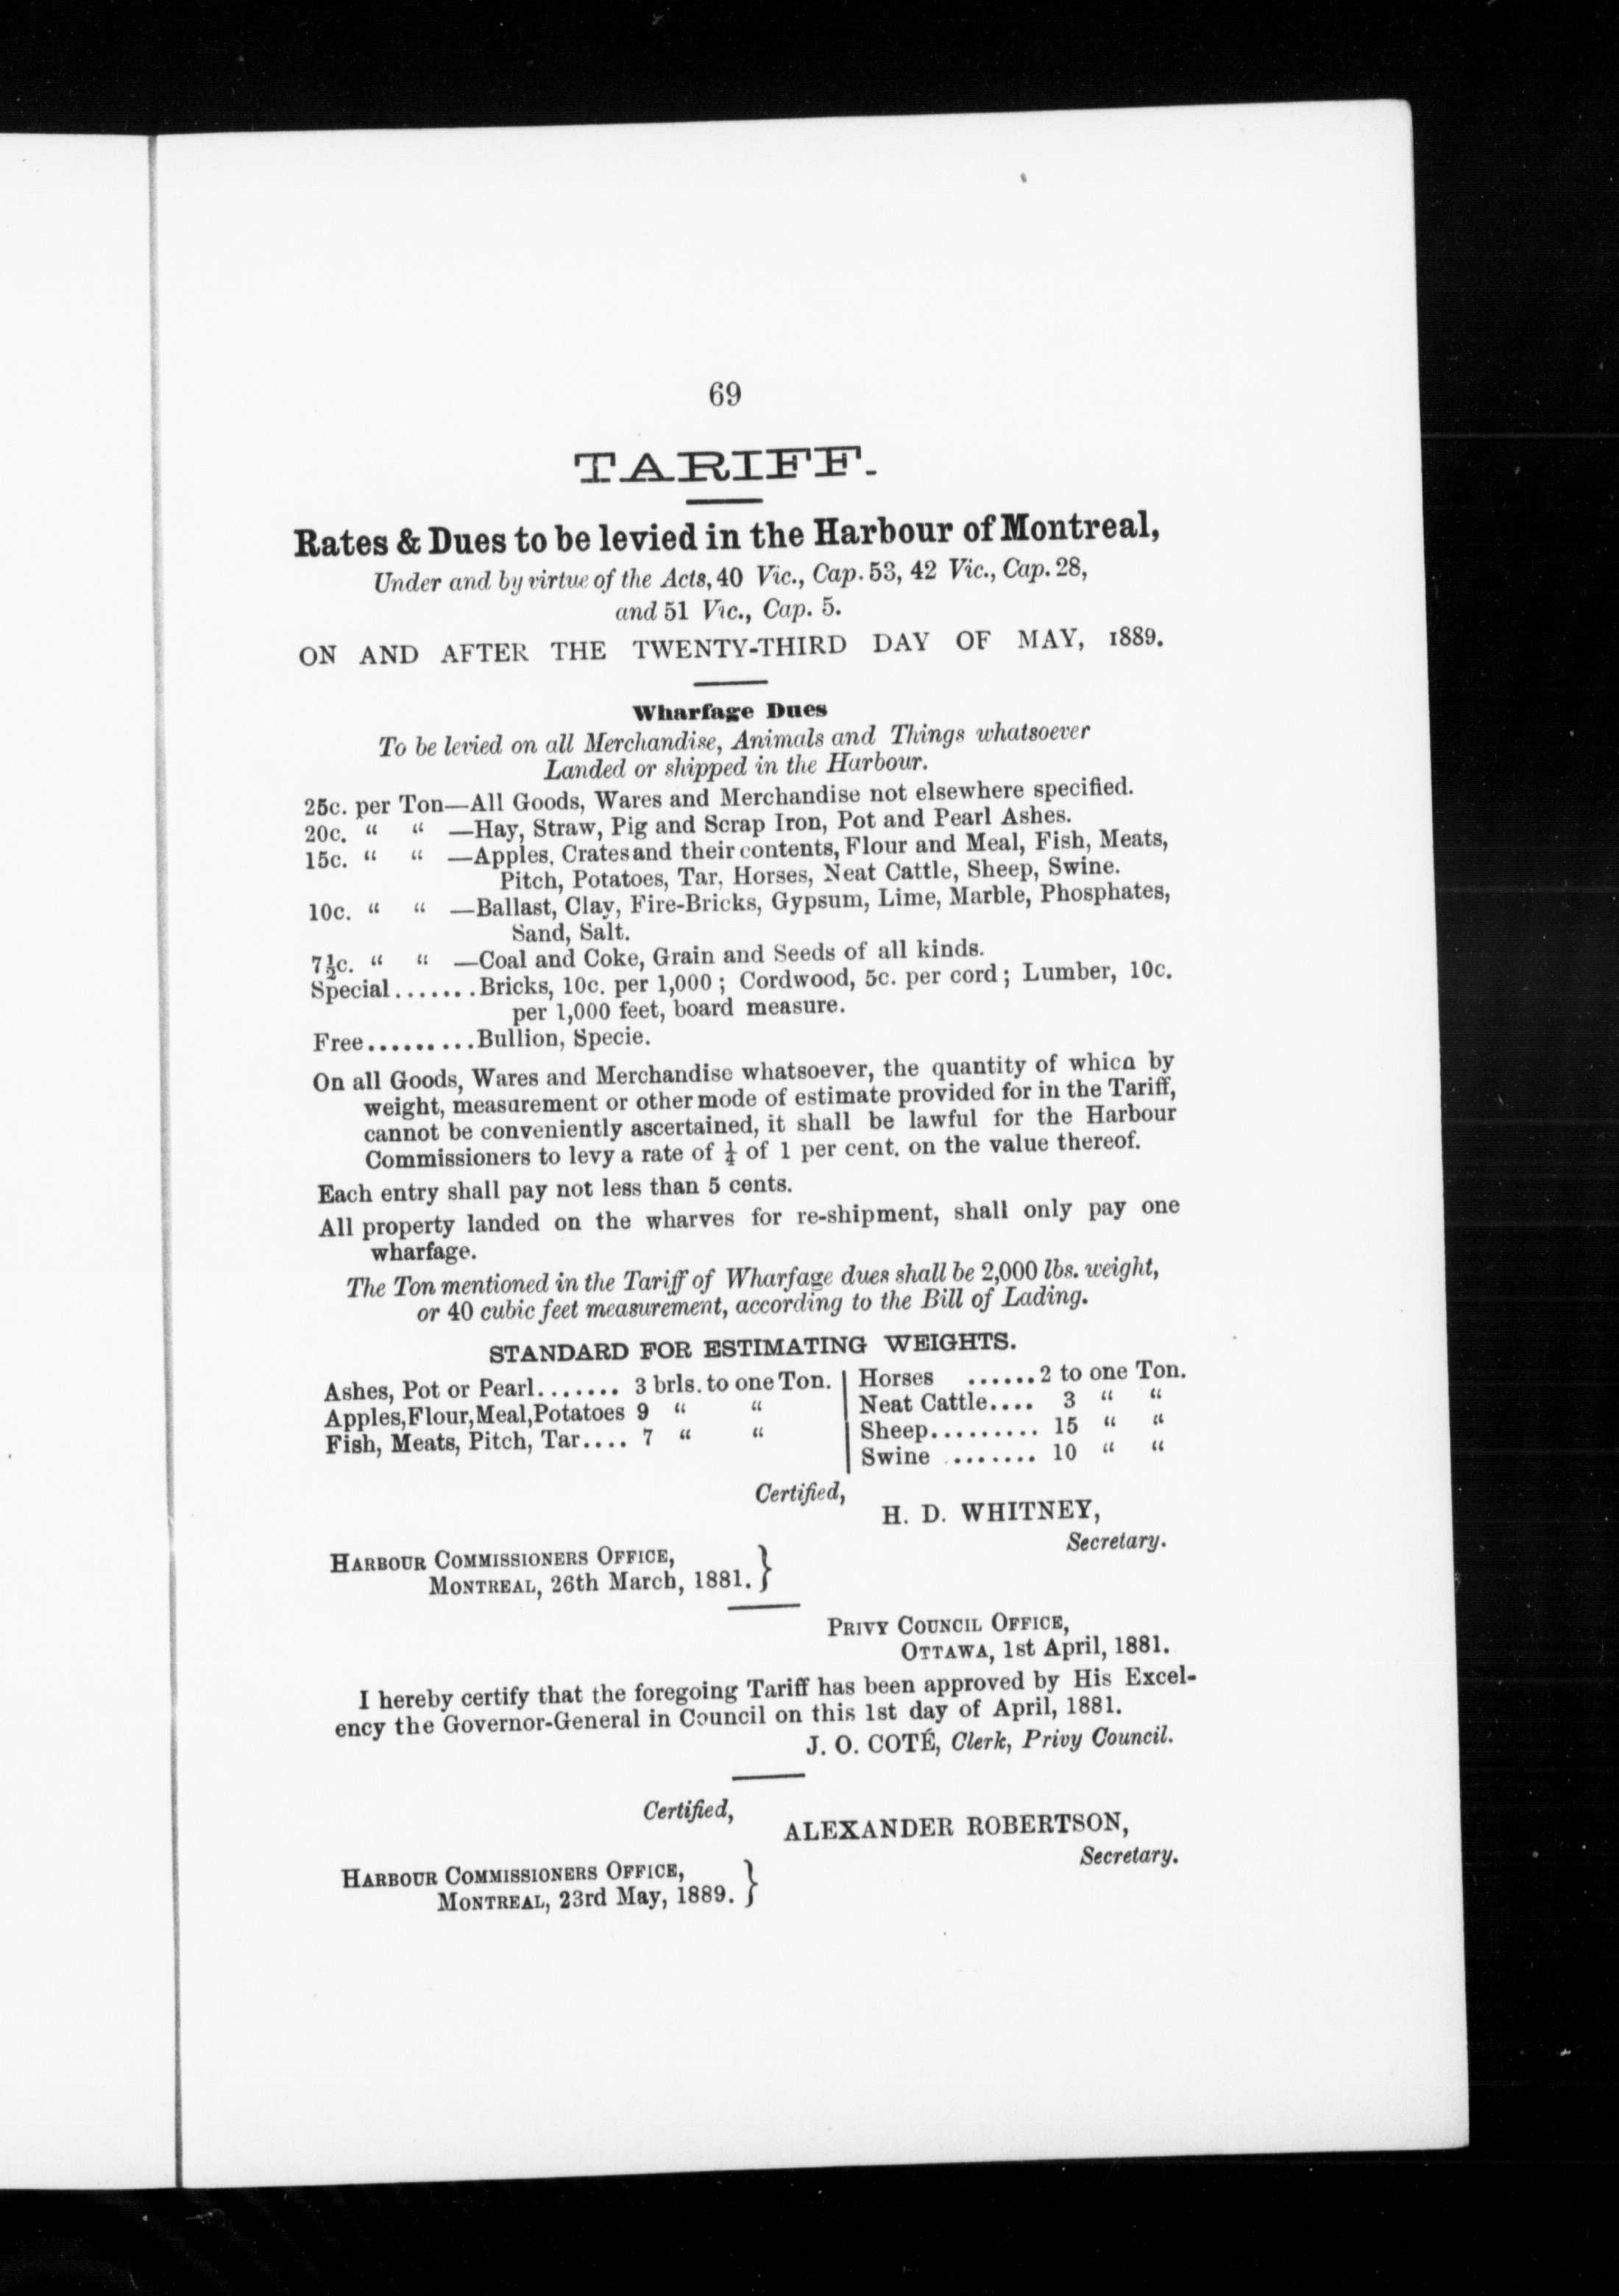 69
TARIFF.
Rates & Dues to be levied in the Harbour of Montreal,
Under and by virtue of the Acts, 40 Vic., Cap. 53, 42 Vic., Cap. 28,
and 51 Vic., Cap. 5.
ON AND AFTER THE TWENTY-THIRD DAY OF MAY, 1889.
Wharfage Dues
To be levied on all Merchandise, Animals and Things whatsoever
Landed or shipped in the Harbour.
25c. per Ton—All Goods, Wares and Merchandise not elsewhere specified.
20c. “ “ —Hay, Straw, Pig and Scrap Iron, Pot and Pearl Ashes.
15c. “ “ —Apples, Crates and their contents, Flour and Meal, Fish, Meats,
Pitch, Potatoes, Tar, Horses, Neat Cattle, Sheep, Swine.
10c. “ “ —Ballast, Clay, Fire-Bricks, Gypsum, Lime, Marble, Phosphates,
Sand, Salt.
7½c. “ “ —Coal and Coke, Grain and Seeds of all kinds.
Special.......Bricks, 10c. per 1,000 ; Cordwood, 5c. per cord ; Lumber, 10c.
per 1,000 feet, board measure.
Free.........Bullion, Specie.
On all Goods, Wares and Merchandise whatsoever, the quantity of which by
weight, measurement or other mode of estimate provided for in the Tariff,
cannot be conveniently ascertained, it shall be lawful for the Harbour
Commissioners to levy a rate of ¼ of 1 per cent. on the value thereof.
Each entry shall pay not less than 5 cents.
All property landed on the wharves for re-shipment, shall only pay one
wharfage.
The Ton mentioned in the Tariff of Wharfage dues shall be 2,000 lbs. weight,
or 40 cubic feet measurement, according to the Bill of Lading.
STANDARD FOR ESTIMATING WEIGHTS.
Ashes, Pot or Pearl....... 3 brls. to one Ton.
Apples, Flour, Meal, Potatoes 9 “ “
Fish, Meats, Pitch, Tar.... 7 “ “
Horses ......2 to one Ton.
Neat Cattle.... 3 “ “
Sheep......... 15 “ “
Swine ........ 10 “ “
Certified,
H. D. WHITNEY,
Secretary.
HARBOUR COMMISSIONERS OFFICE,
MONTREAL, 26th March, 1881.
PRIVY COUNCIL OFFICE,
OTTAWA, 1st April, 1881.
I hereby certify that the foregoing Tariff has been approved by His Excel-
ency the Governor-General in Council on this 1st day of April, 1881.
J. O. COTÉ, Clerk, Privy Council.
Certified,
ALEXANDER ROBERTSON,
Secretary.
HARBOUR COMMISSIONERS OFFICE,
MONTREAL, 23rd May, 1889.